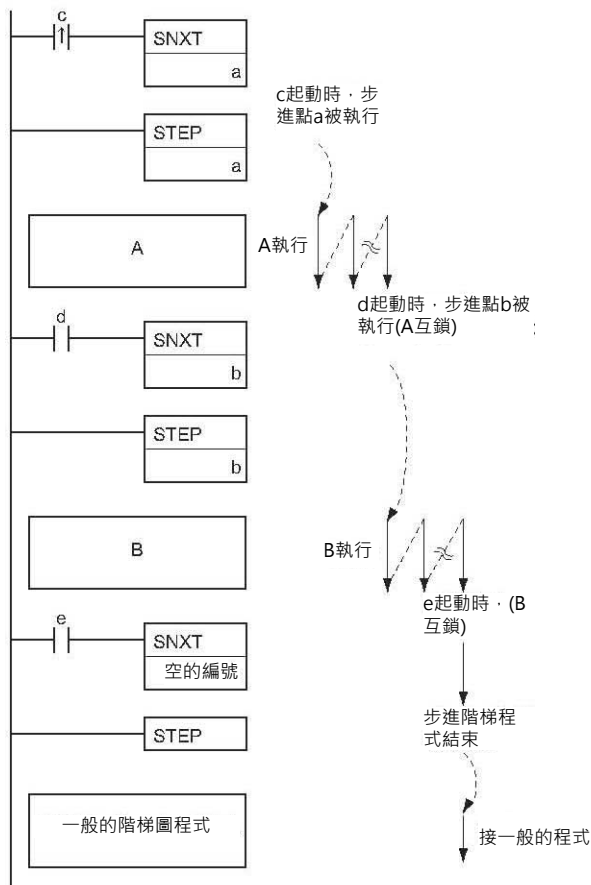 c
SNXT
a
c起動時，步
進點a被執行
STEP
a
A
A執行
d起動時，步進點b被
執行(A互鎖)
;
d
SNXT
b
STEP
b
B
B執行
e起動時，(B
互鎖)
e
SNXT
空的編號
步進階梯程
式結束
STEP
一般的階梯圖程式
接一般的程式